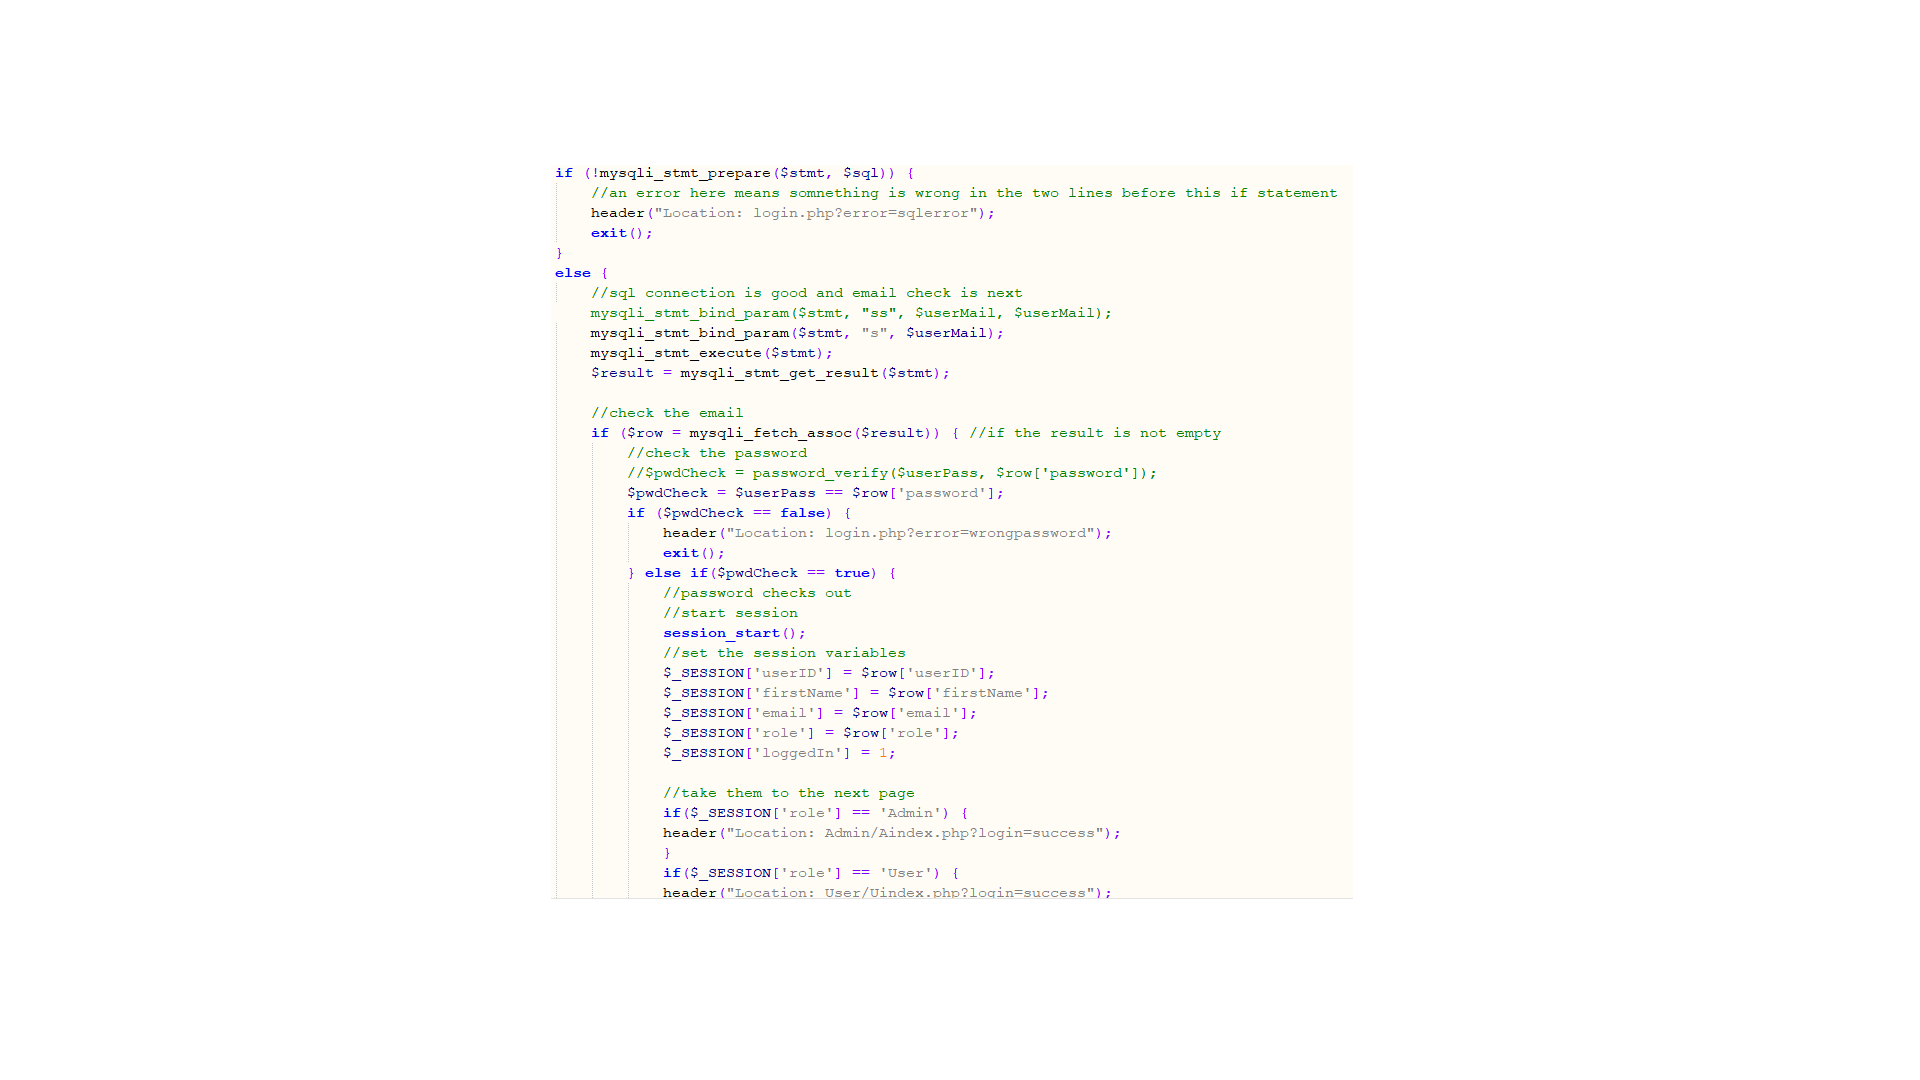 if (!mysqli_stmt_prepare($stmt, $sql)) {
//an error here means somnething is wrong in the two lines before this if statement
header("Location: login.php?error=sqlerror");
exit();
}
else {
//sql connection is good and email check is next
mysqli_stmt_bind_param($stmt, "ss", $userMail, $userMail);
mysqli_stmt_bind_param($stmt, "s", $userMail);
mysqli_stmt_execute($stmt);
$result = mysqli_stmt_get_result($stmt);
//check the email
if ($row = mysqli_fetch_assoc($result)) { //if the result is not empty
//check the password
//$pwdCheck = password_verify($userPass, $row['password']);
$pwdCheck = $userPass == $row['password'];
if ($pwdCheck == false) {
header("Location: login.php?error=wrongpassword");
exit();
} else if($pwdCheck == true) {
//password checks out
//start session
session_start();
//set the session variables
$_SESSION['userID'] = $row['userID'];
$_SESSION['firstName'] = $row['firstName'];
$_SESSION['email'] = $row['email'];
$_SESSION['role'] = $row['role'];
$_SESSION['loggedIn'] = 1;
//take them to the next page
if($_SESSION['role'] == 'Admin') {
header("Location: Admin/Aindex.php?login=success");
}
if($_SESSION['role'] == 'User') {
header("Location: User/Uindex.php?login=success");